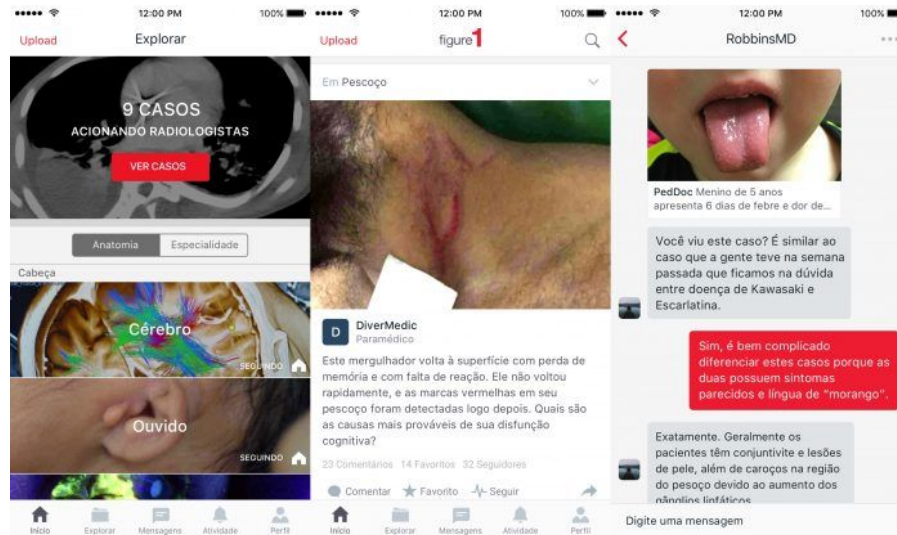 12:00 PM
100%
Upload
Explorar
9 CASOS
ACIONANDO RADIOLOGISTAS
VER CASOS
Anatomia
Especialidade
Cabeça
Cérebro
SEGUINDO
Ouvido
SEGUINDO
Início
Explorar
Mensagens
Atividade
Perfil
12:00 PM
100%
Upload
figure1
Em Pescoço
D
DiverMedic
Paramédico
Este mergulhador volta à superfície com perda de
memória e com falta de reação. Ele não voltou
rapidamente, e as marcas vermelhas em seu
pescoço foram detectadas logo depois. Quais são
as causas mais prováveis de sua disfunção
cognitiva?
23 Comentários 14 Favoritos 32 Seguidores
Comentar
Favorito
Seguir
Início
Explorar
Mensagens
Atividade
Perfil
12:00 PM
100%
RobbinsMD
PedDoc Menino de 5 anos
apresenta 6 dias de febre e dor de...
Você viu este caso? É similar ao
caso que a gente teve na semana
passada que ficamos na dúvida
entre doença de Kawasaki e
Escarlatina.
Sim, é bem complicado
diferenciar estes casos porque as
duas possuem sintomas
parecidos e língua de "morango".
Exatamente. Geralmente os
pacientes têm conjuntivite e lesões
de pele, além de caroços na região
do pesoço devido ao aumento dos
gânglios linfáticos
Digite uma mensagem